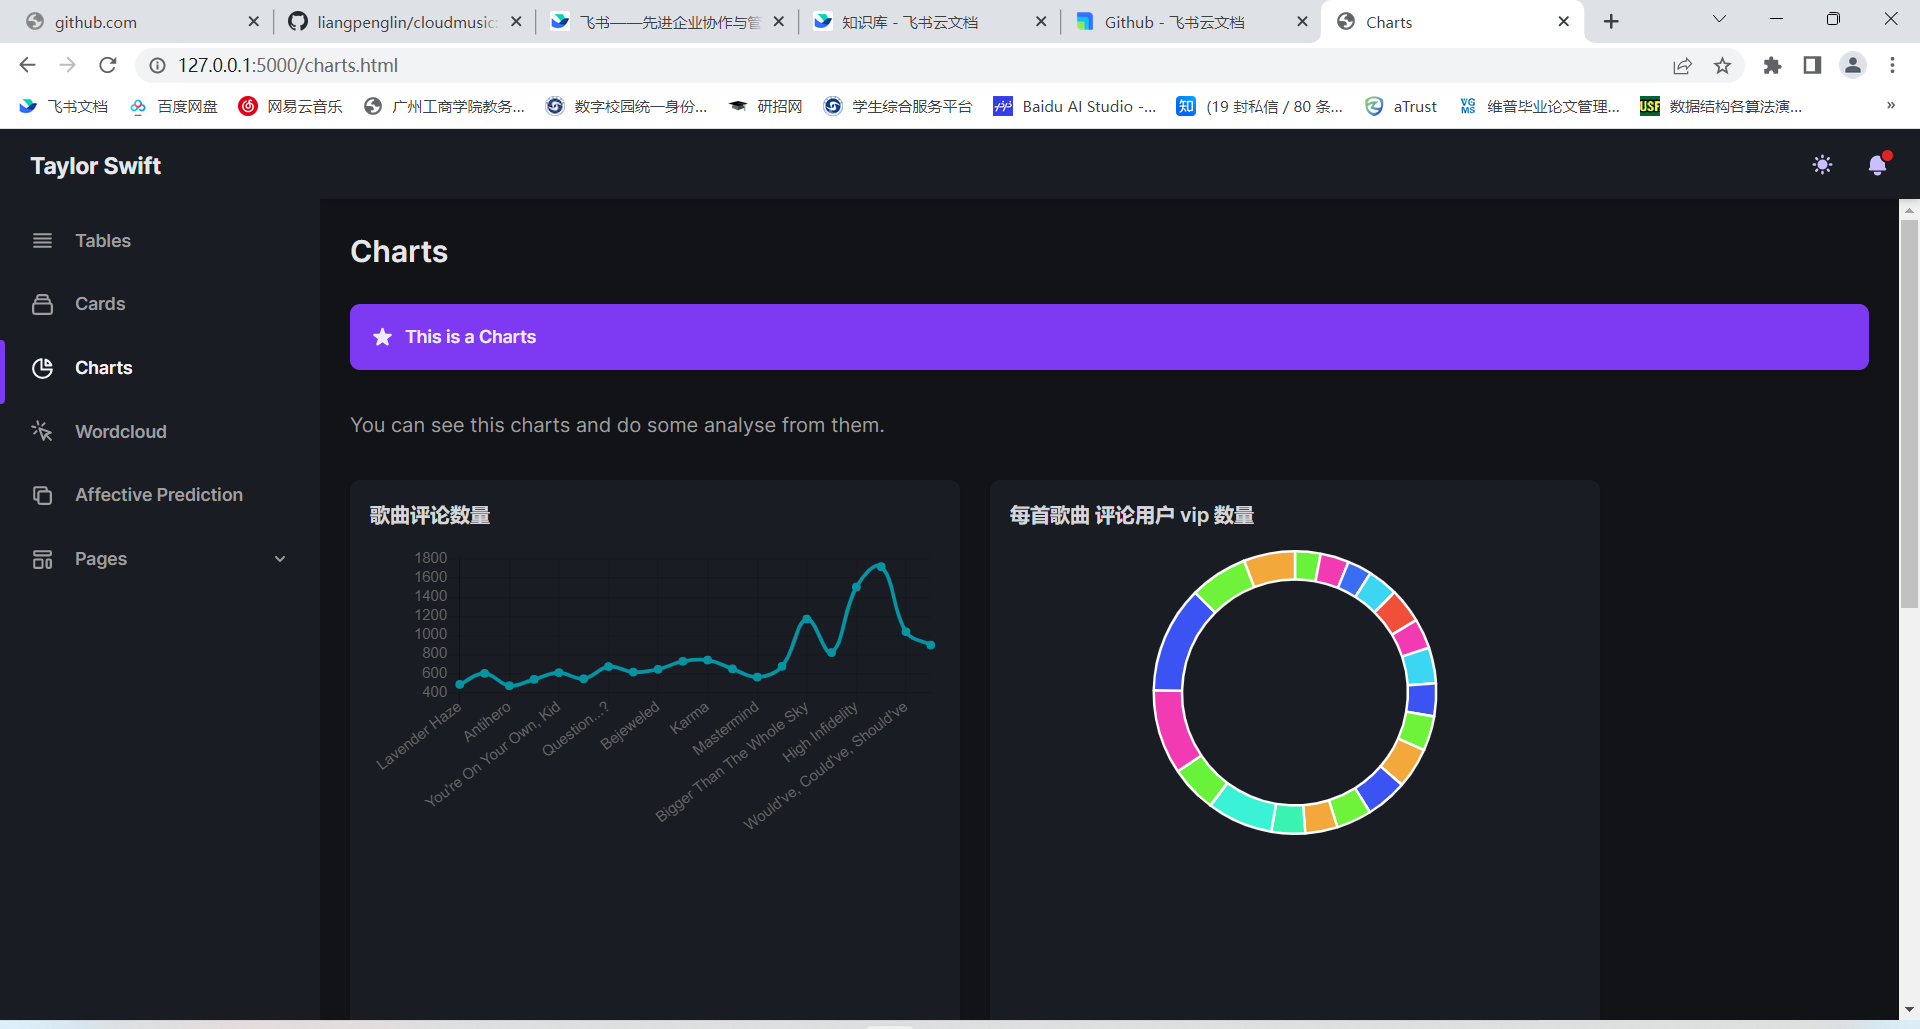 github.com
liangpenglin/cloudmusic
飞书——先进企业协作与管
知识库 - 飞书云文档
Github - 飞书云文档
Charts
127.0.0.1:5000/charts.html
飞书文档
百度网盘
网易云音乐
广州工商学院教务...
数字校园统一身份...
研招网
学生综合服务平台
Baidu AI Studio -...
知
(19 封私信 / 80 条...
aTrust
VG
MS
维普毕业论文管理...
USF
数据结构各算法演...
»
Taylor Swift
Tables
Cards
Charts
Wordcloud
Affective Prediction
Pages
Charts
This is a Charts
You can see this charts and do some analyse from them.
歌曲评论数量
1800
1600
1400
1200
1000
800
600
400
Lavender Haze
Antihero
You're On Your Own, Kid
Question...?
Bejeweled
Karma
Mastermind
Bigger Than The Whole Sky
High Infidelity
Would've, Could've, Should've
每首歌曲 评论用户 vip 数量